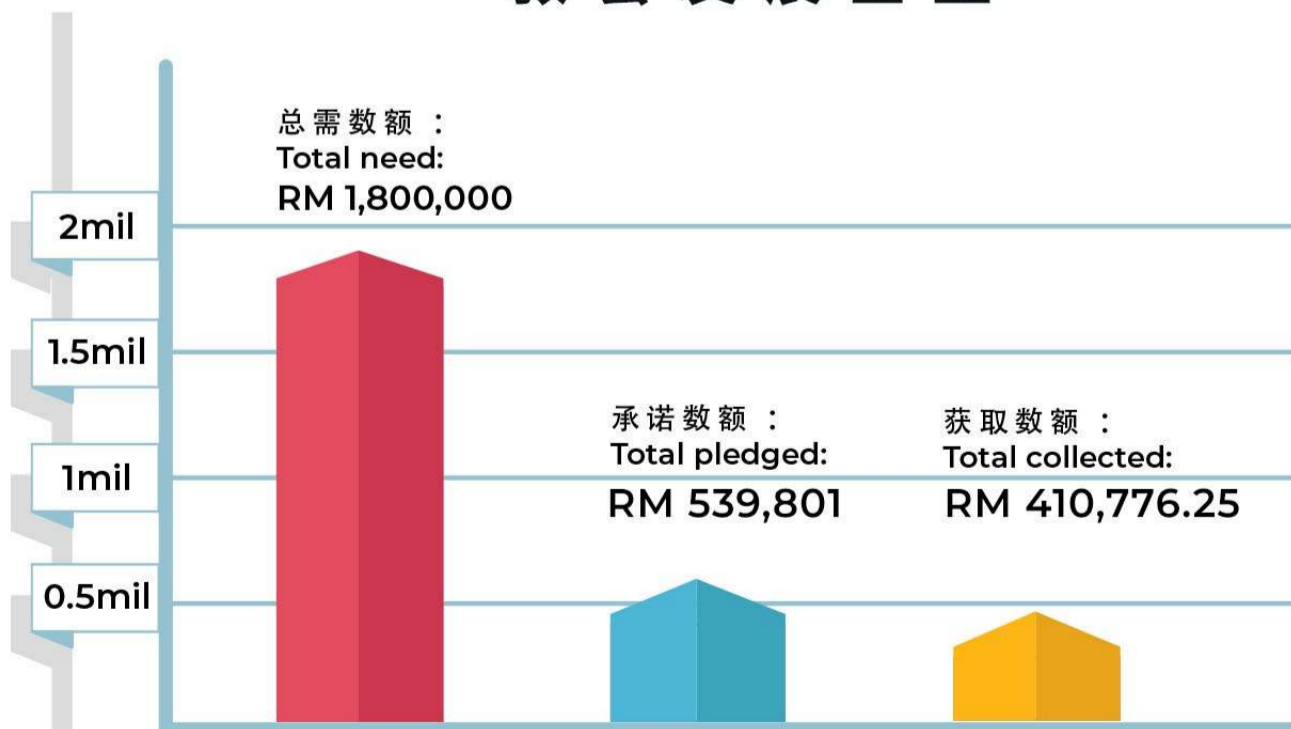 总需数额 :
Total need:
RM 1,800,000
2mil
1.5mil
承诺数额 :
Total pledged:
RM 539,801
获取数额 :
Total collected:
RM 410,776.25
1mil
0.5mil